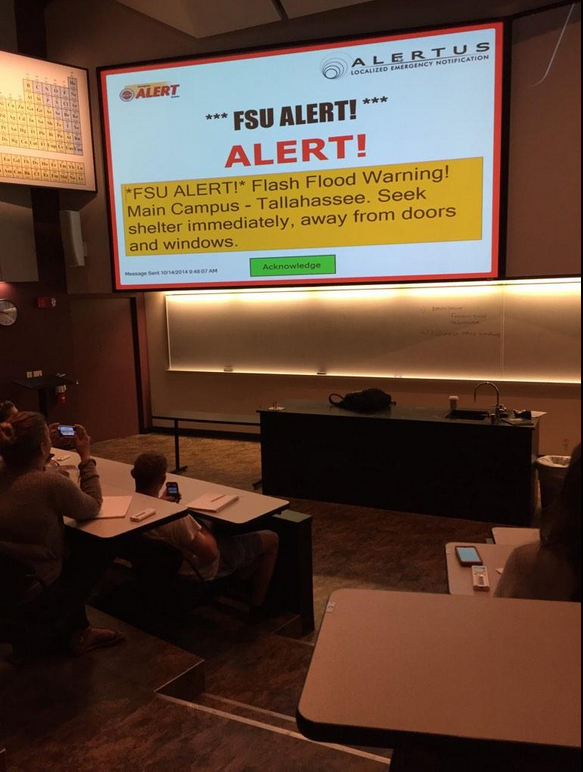 ALERT
ALERTUS
LOCALIZED EMERGENCY NOTIFICATION
*** FSU ALERT! ***
ALERT!
*FSU ALERT!* Flash Flood Warning!
Main Campus - Tallahassee. Seek
shelter immediately, away from doors
and windows.
Acknowledge
Message Sent 10/14/2014 9:48:07 AM